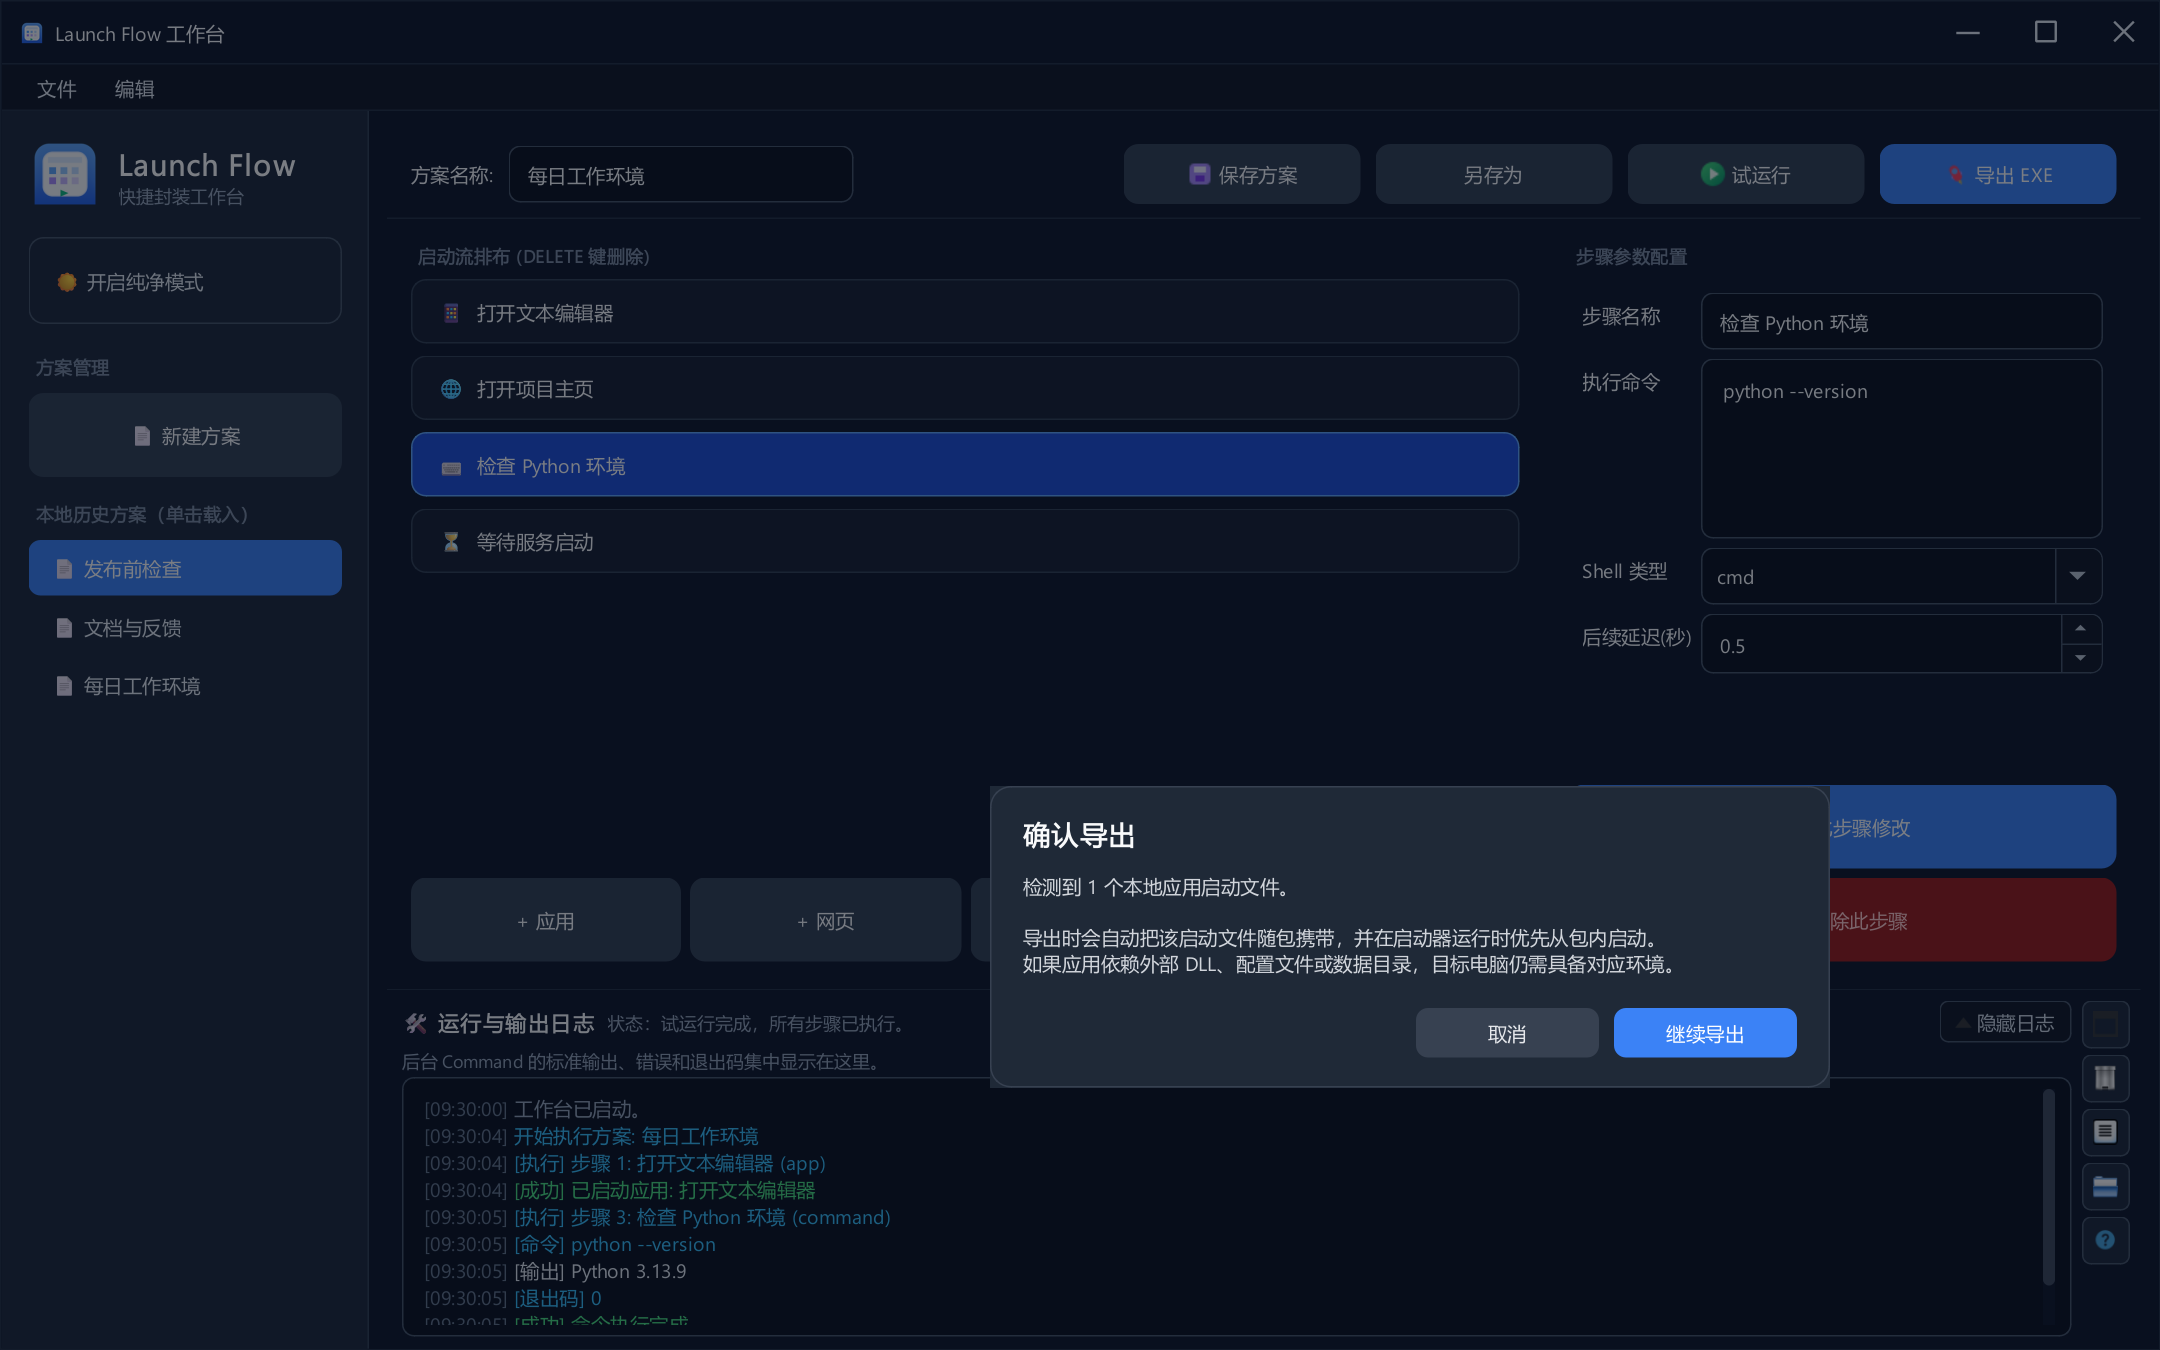 Launch Flow 工作台
文件 编辑
Launch Flow
快捷封装工作台
开启纯净模式
方案管理
新建方案
本地历史方案（单击载入）
发布前检查
文档与反馈
每日工作环境
方案名称: 每日工作环境
保存方案
另存为
试运行
导出 EXE
启动流排布 (DELETE 键删除)
打开文本编辑器
打开项目主页
检查 Python 环境
等待服务启动
步骤参数配置
步骤名称 检查 Python 环境
执行命令 python --version
Shell 类型 cmd
后续延迟(秒) 0.5
步骤修改
+ 应用
+ 网页
除此步骤
确认导出
检测到 1 个本地应用启动文件。
导出时会自动把该启动文件随包携带，并在启动器运行时优先从包内启动。
如果应用依赖外部 DLL、配置文件或数据目录，目标电脑仍需具备对应环境。
取消
继续导出
运行与输出日志 状态：试运行完成，所有步骤已执行。
隐藏日志
后台 Command 的标准输出、错误和退出码集中显示在这里。
[09:30:00] 工作台已启动。
[09:30:04] 开始执行方案: 每日工作环境
[09:30:04] [执行] 步骤 1: 打开文本编辑器 (app)
[09:30:04] [成功] 已启动应用: 打开文本编辑器
[09:30:05] [执行] 步骤 3: 检查 Python 环境 (command)
[09:30:05] [命令] python --version
[09:30:05] [输出] Python 3.13.9
[09:30:05] [退出码] 0
[09:30:05] [成功] 命令执行完成